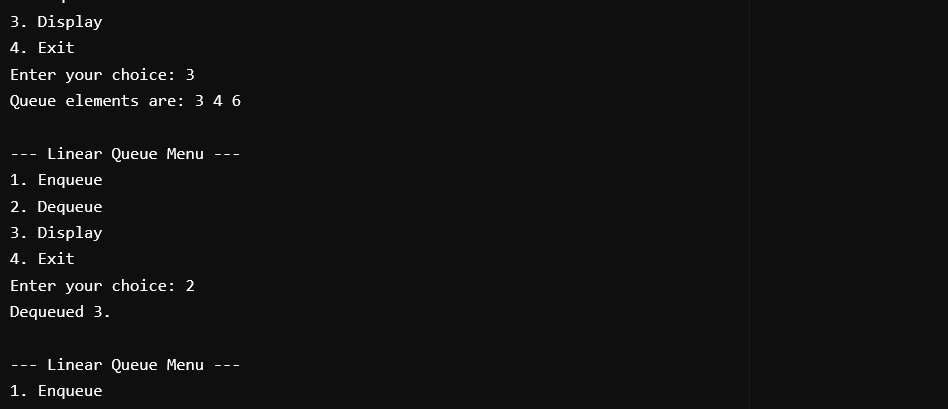 3. Display
4. Exit
Enter your choice: 3
Queue elements are: 3 4 6
--- Linear Queue Menu ---
1. Enqueue
2. Dequeue
3. Display
4. Exit
Enter your choice: 2
Dequeued 3.
--- Linear Queue Menu ---
1. Enqueue